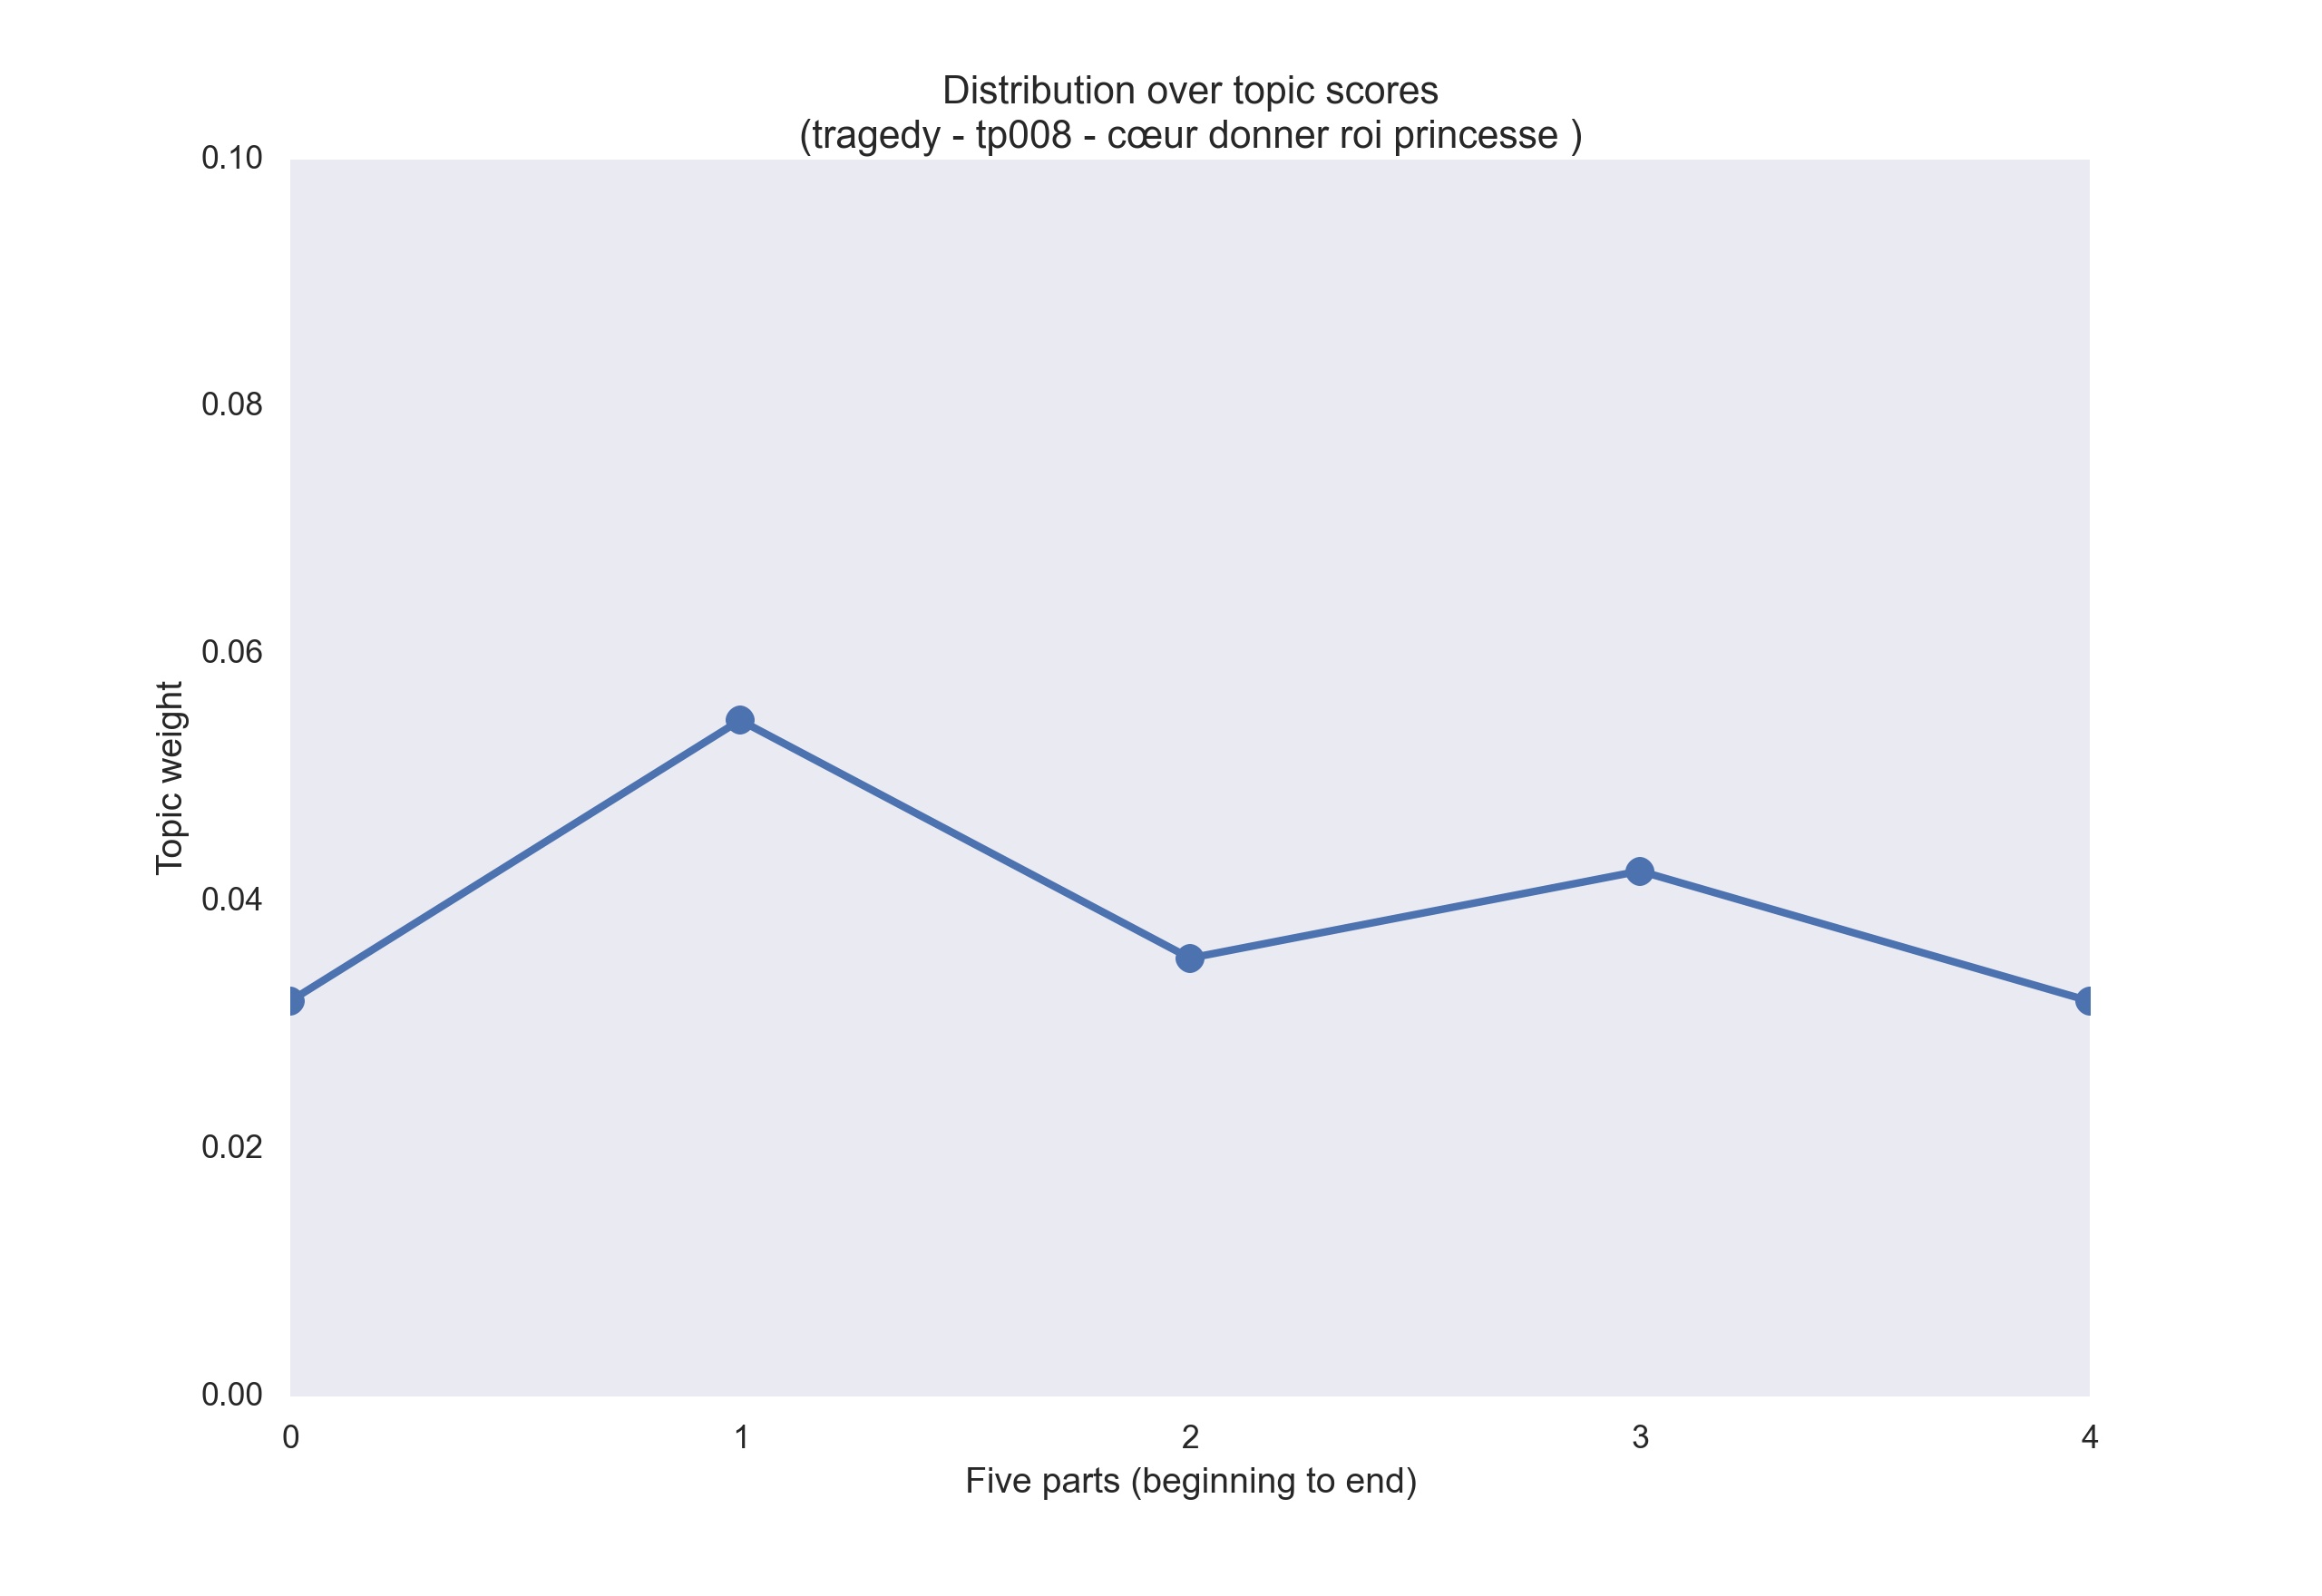 Distribution over topic scores
(tragedy - tp008 - cœur donner roi princesse )
0.10
0.08
0.06
0.04
0.02
0.00
Topic weight
0 1 2 3 4
Five parts (beginning to end)